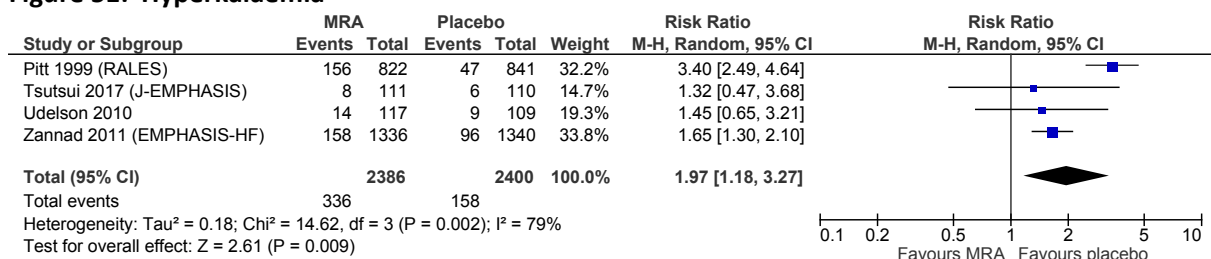 Figure 31: Hyperkalaemia
MRA Placebo Risk Ratio Risk Ratio
Study or Subgroup Events Total Events Total Weight M-H, Random, 95% CI M-H, Random, 95% CI
Pitt 1999 (RALES) 156 822 47 841 32.2% 3.40 [2.49, 4.64]
Tsutsui 2017 (J-EMPHASIS) 8 111 6 110 14.7% 1.32 [0.47, 3.68]
Udelson 2010 14 117 9 109 19.3% 1.45 [0.65, 3.21]
Zannad 2011 (EMPHASIS-HF) 158 1336 96 1340 33.8% 1.65 [1.30, 2.10]
Total (95% CI) 2386 2400 100.0% 1.97 [1.18, 3.27]
Total events 336 158
Heterogeneity: Tau² = 0.18; Chi² = 14.62, df = 3 (P = 0.002); I² = 79%
Test for overall effect: Z = 2.61 (P = 0.009)
0.1 0.2 0.5 1 2 5 10
Favours MRA Favours placebo